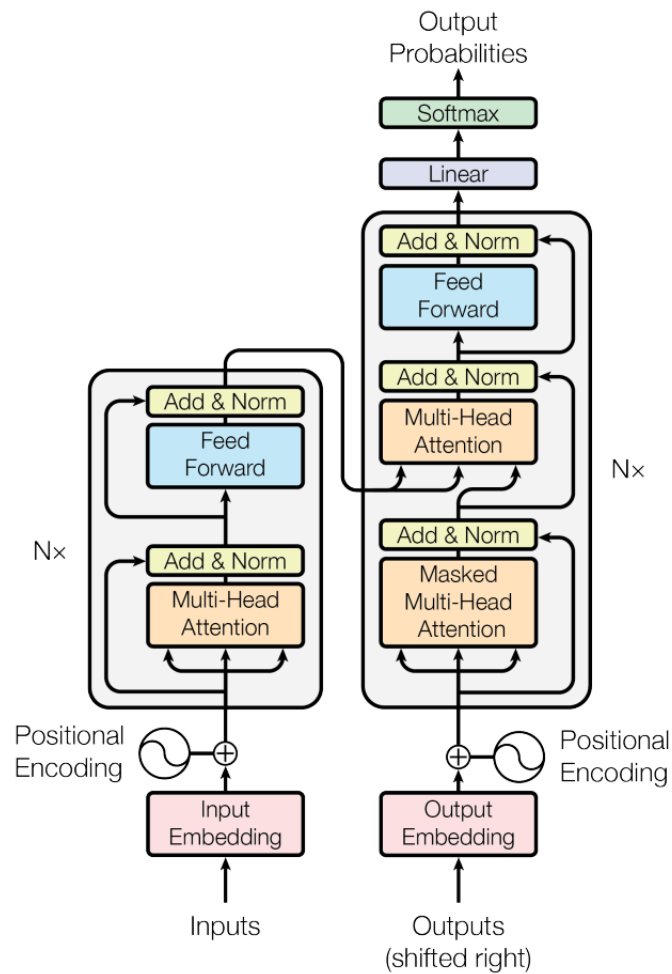 Output
Probabilities
Softmax
Linear
Add & Norm
Feed
Forward
Add & Norm
Multi-Head
Attention
Nx
Add & Norm
Masked
Multi-Head
Attention
Add & Norm
Feed
Forward
Nx
Add & Norm
Multi-Head
Attention
Positional
Encoding
Positional
Encoding
Input
Embedding
Output
Embedding
Inputs
Outputs
(shifted right)